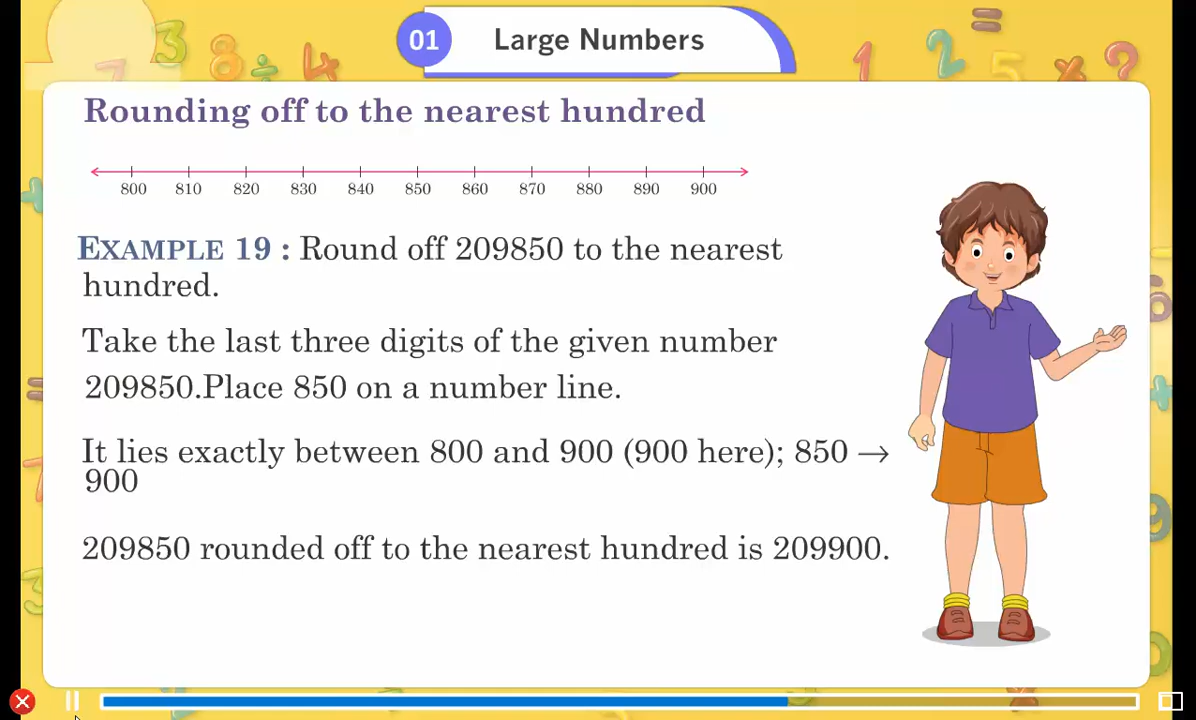 01 Large Numbers
Rounding off to the nearest hundred
800 810 820 830 840 850 860 870 880 890 900
EXAMPLE 19 : Round off 209850 to the nearest
hundred.
Take the last three digits of the given number
209850.Place 850 on a number line.
It lies exactly between 800 and 900 (900 here); 850 →
900
209850 rounded off to the nearest hundred is 209900.